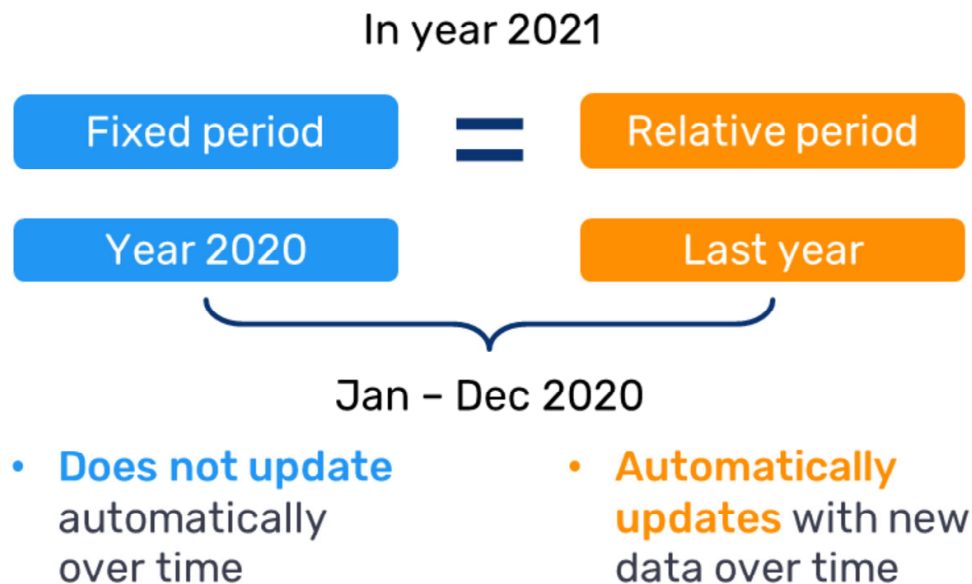 In year 2021
Fixed period
=
Relative period
Year 2020
Last year
Jan – Dec 2020
• Does not update
automatically
over time
• Automatically
updates with new
data over time